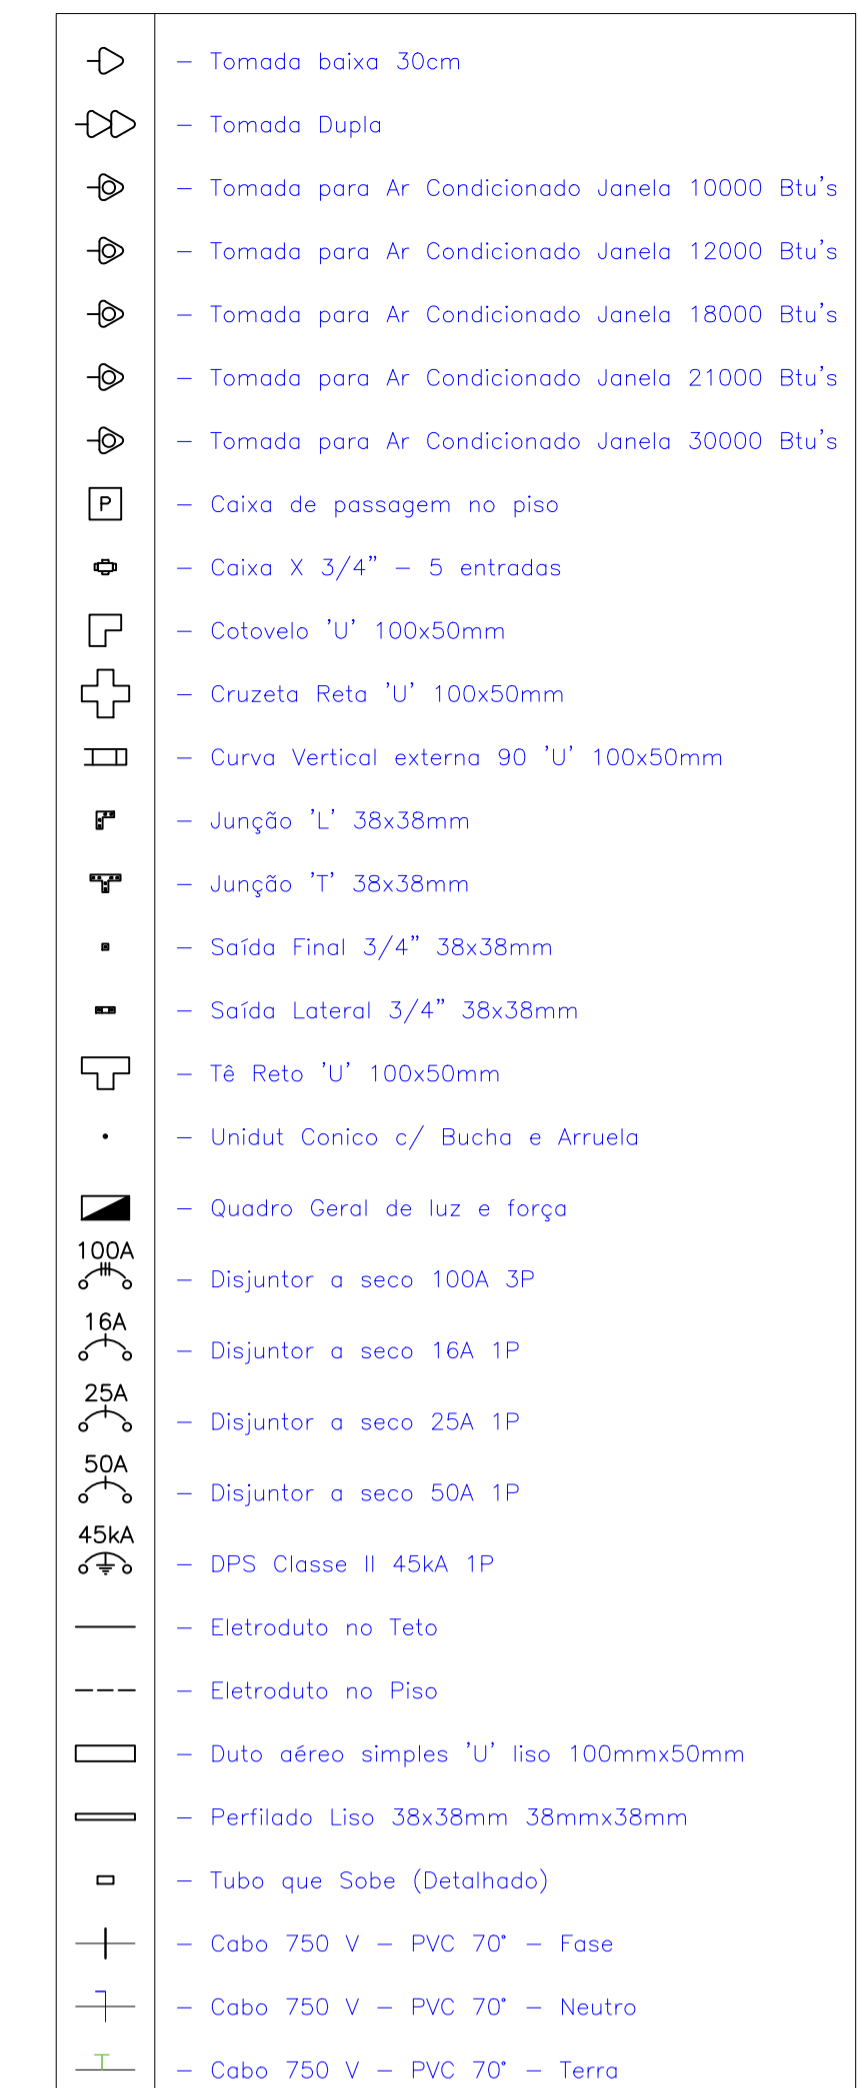 - Tomada baixa 30cm
- Tomada Dupla
- Tomada para Ar Condicionado Janela 10000 Btu's
- Tomada para Ar Condicionado Janela 12000 Btu's
- Tomada para Ar Condicionado Janela 18000 Btu's
- Tomada para Ar Condicionado Janela 21000 Btu's
- Tomada para Ar Condicionado Janela 30000 Btu's
P - Caixa de passagem no piso
- Caixa X 3/4" - 5 entradas
- Cotovelo 'U' 100x50mm
- Cruzeta Reta 'U' 100x50mm
- Curva Vertical externa 90 'U' 100x50mm
- Junção 'L' 38x38mm
- Junção 'T' 38x38mm
- Saída Final 3/4" 38x38mm
- Saída Lateral 3/4" 38x38mm
- Tê Reto 'U' 100x50mm
- Unidut Conico c/ Bucha e Arruela
- Quadro Geral de luz e força
100A
- Disjuntor a seco 100A 3P
16A
- Disjuntor a seco 16A 1P
25A
- Disjuntor a seco 25A 1P
50A
- Disjuntor a seco 50A 1P
45kA
- DPS Classe II 45kA 1P
- Eletroduto no Teto
- Eletroduto no Piso
- Duto aéreo simples 'U' liso 100mmx50mm
- Perfilado Liso 38x38mm 38mmx38mm
- Tubo que Sobe (Detalhado)
- Cabo 750 V - PVC 70° - Fase
- Cabo 750 V - PVC 70° - Neutro
- Cabo 750 V - PVC 70° - Terra